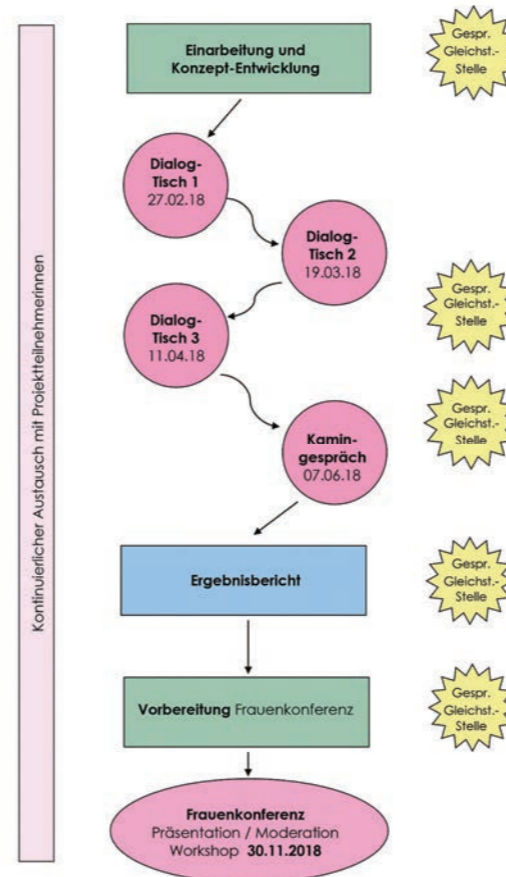 Einarbeitung und
Konzept-Entwicklung
Gespr.
Gleichst.-
Stelle
Dialog-
Tisch 1
27.02.18
Dialog-
Tisch 2
19.03.18
Gespr.
Gleichst.-
Stelle
Dialog-
Tisch 3
11.04.18
Gespr.
Gleichst.-
Stelle
Kamin-
gespräch
07.06.18
Kontinuierlicher Austausch mit Projektteilnehmerinnen
Ergebnisbericht
Gespr.
Gleichst.-
Stelle
Vorbereitung Frauenkonferenz
Gespr.
Gleichst.-
Stelle
Frauenkonferenz
Präsentation / Moderation
Workshop 30.11.2018